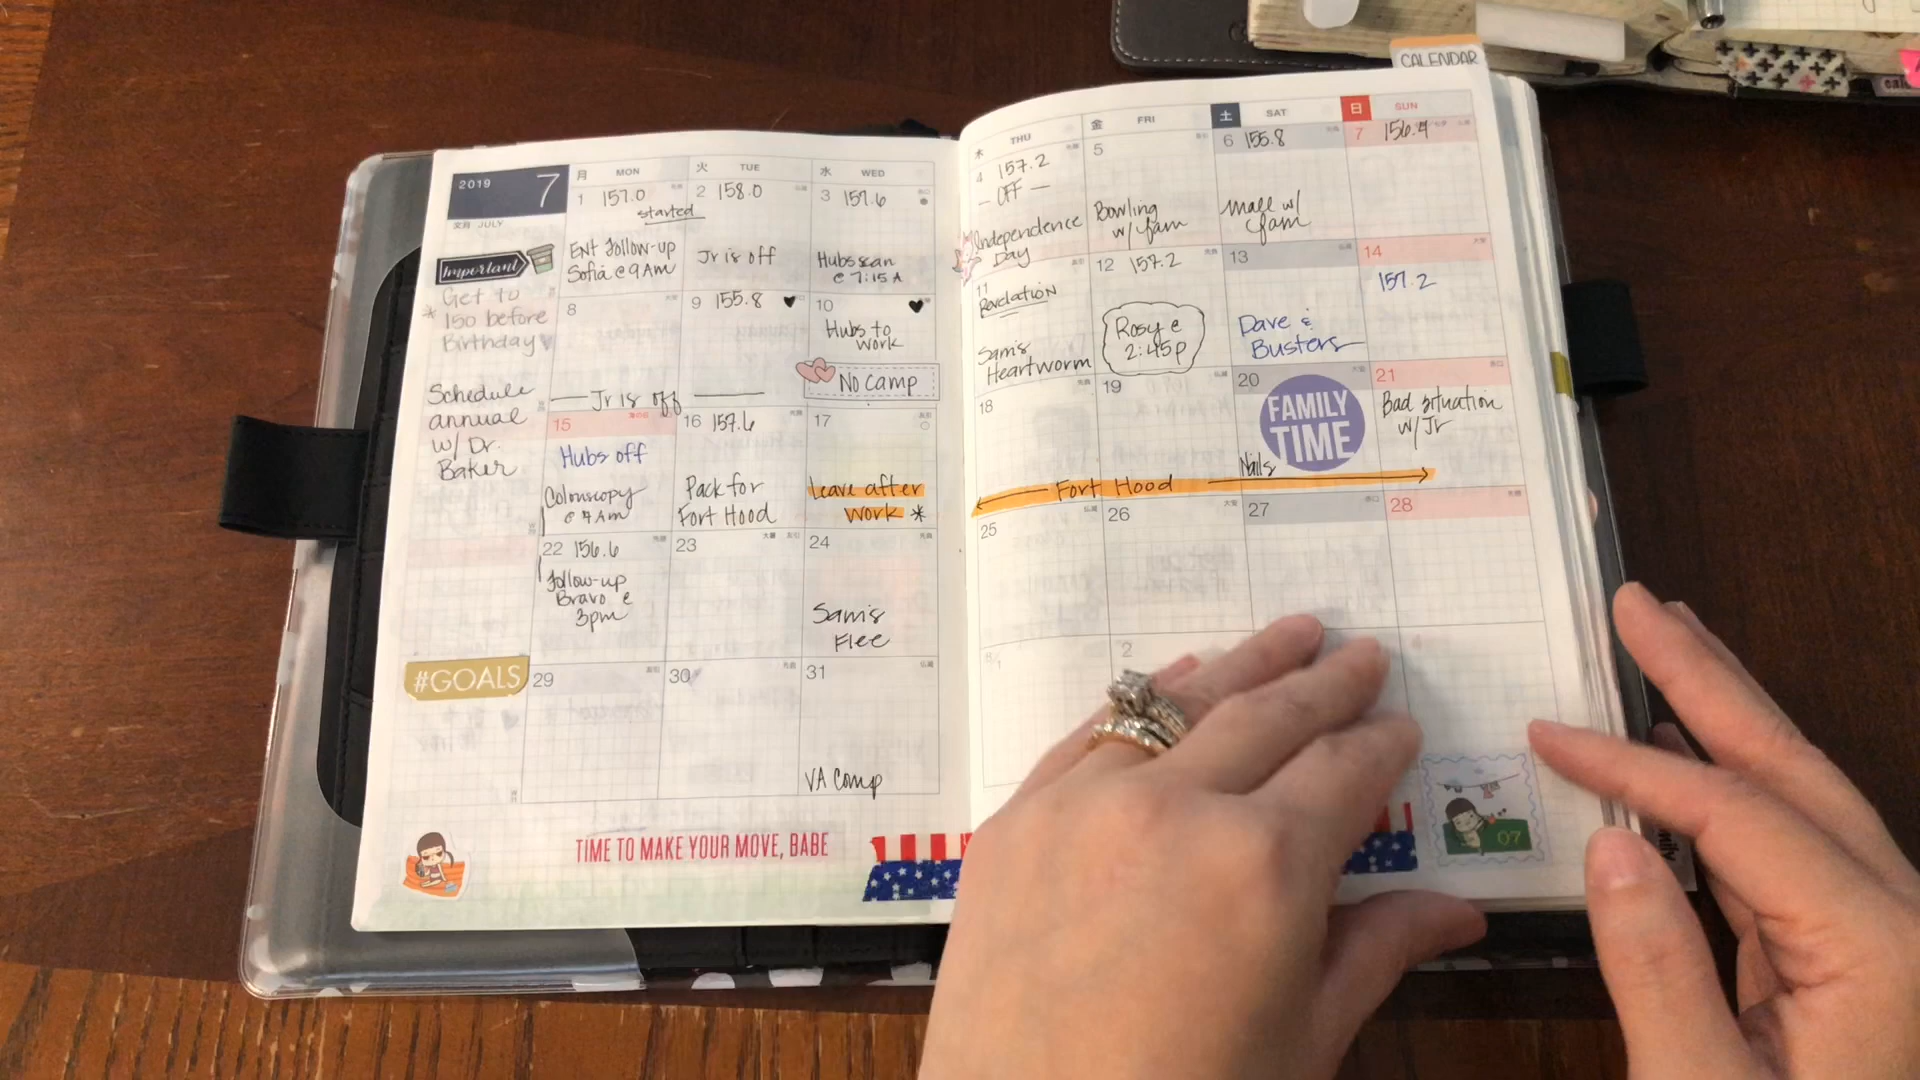 CALENDAR
2019 7
文月 JULY
月 MON
火 TUE
水 WED
木 THU
金 FRI
土 SAT
日 SUN
1 157.0
started
ENT follow-up
Sofia @ 9AM
2 158.0
Jr is off
3 157.6
Hubs scan
@ 7:15 A
4 157.2
- OFF -
Independence
Day
5
Bowling
w/ fam
6 155.8
Mall w/
fam
7 156.4
Important
* Get to
150 before
Birthday
Schedule
annual
w/ Dr.
Baker
8
9 155.8
Jr is off
10
Hubs to
work
No camp
11
Revelation
Sam's
Heartworm
12 157.2
Rosy @
2:45p
13
Dave &
Busters
14
157.2
15
Hubs off
Colonscopy
@ 9AM
16 157.6
Pack for
Fort Hood
17
Leave after
work *
18
19
20
FAMILY
TIME
Nails
21
Bad situation
w/ Jr
Fort Hood
22 156.6
Follow-up
Bravo @
3pm
23
24
Sam's
Flee
25
26
27
28
#GOALS
29
30
31
VA Comp
8/1
2
TIME TO MAKE YOUR MOVE, BABE
07